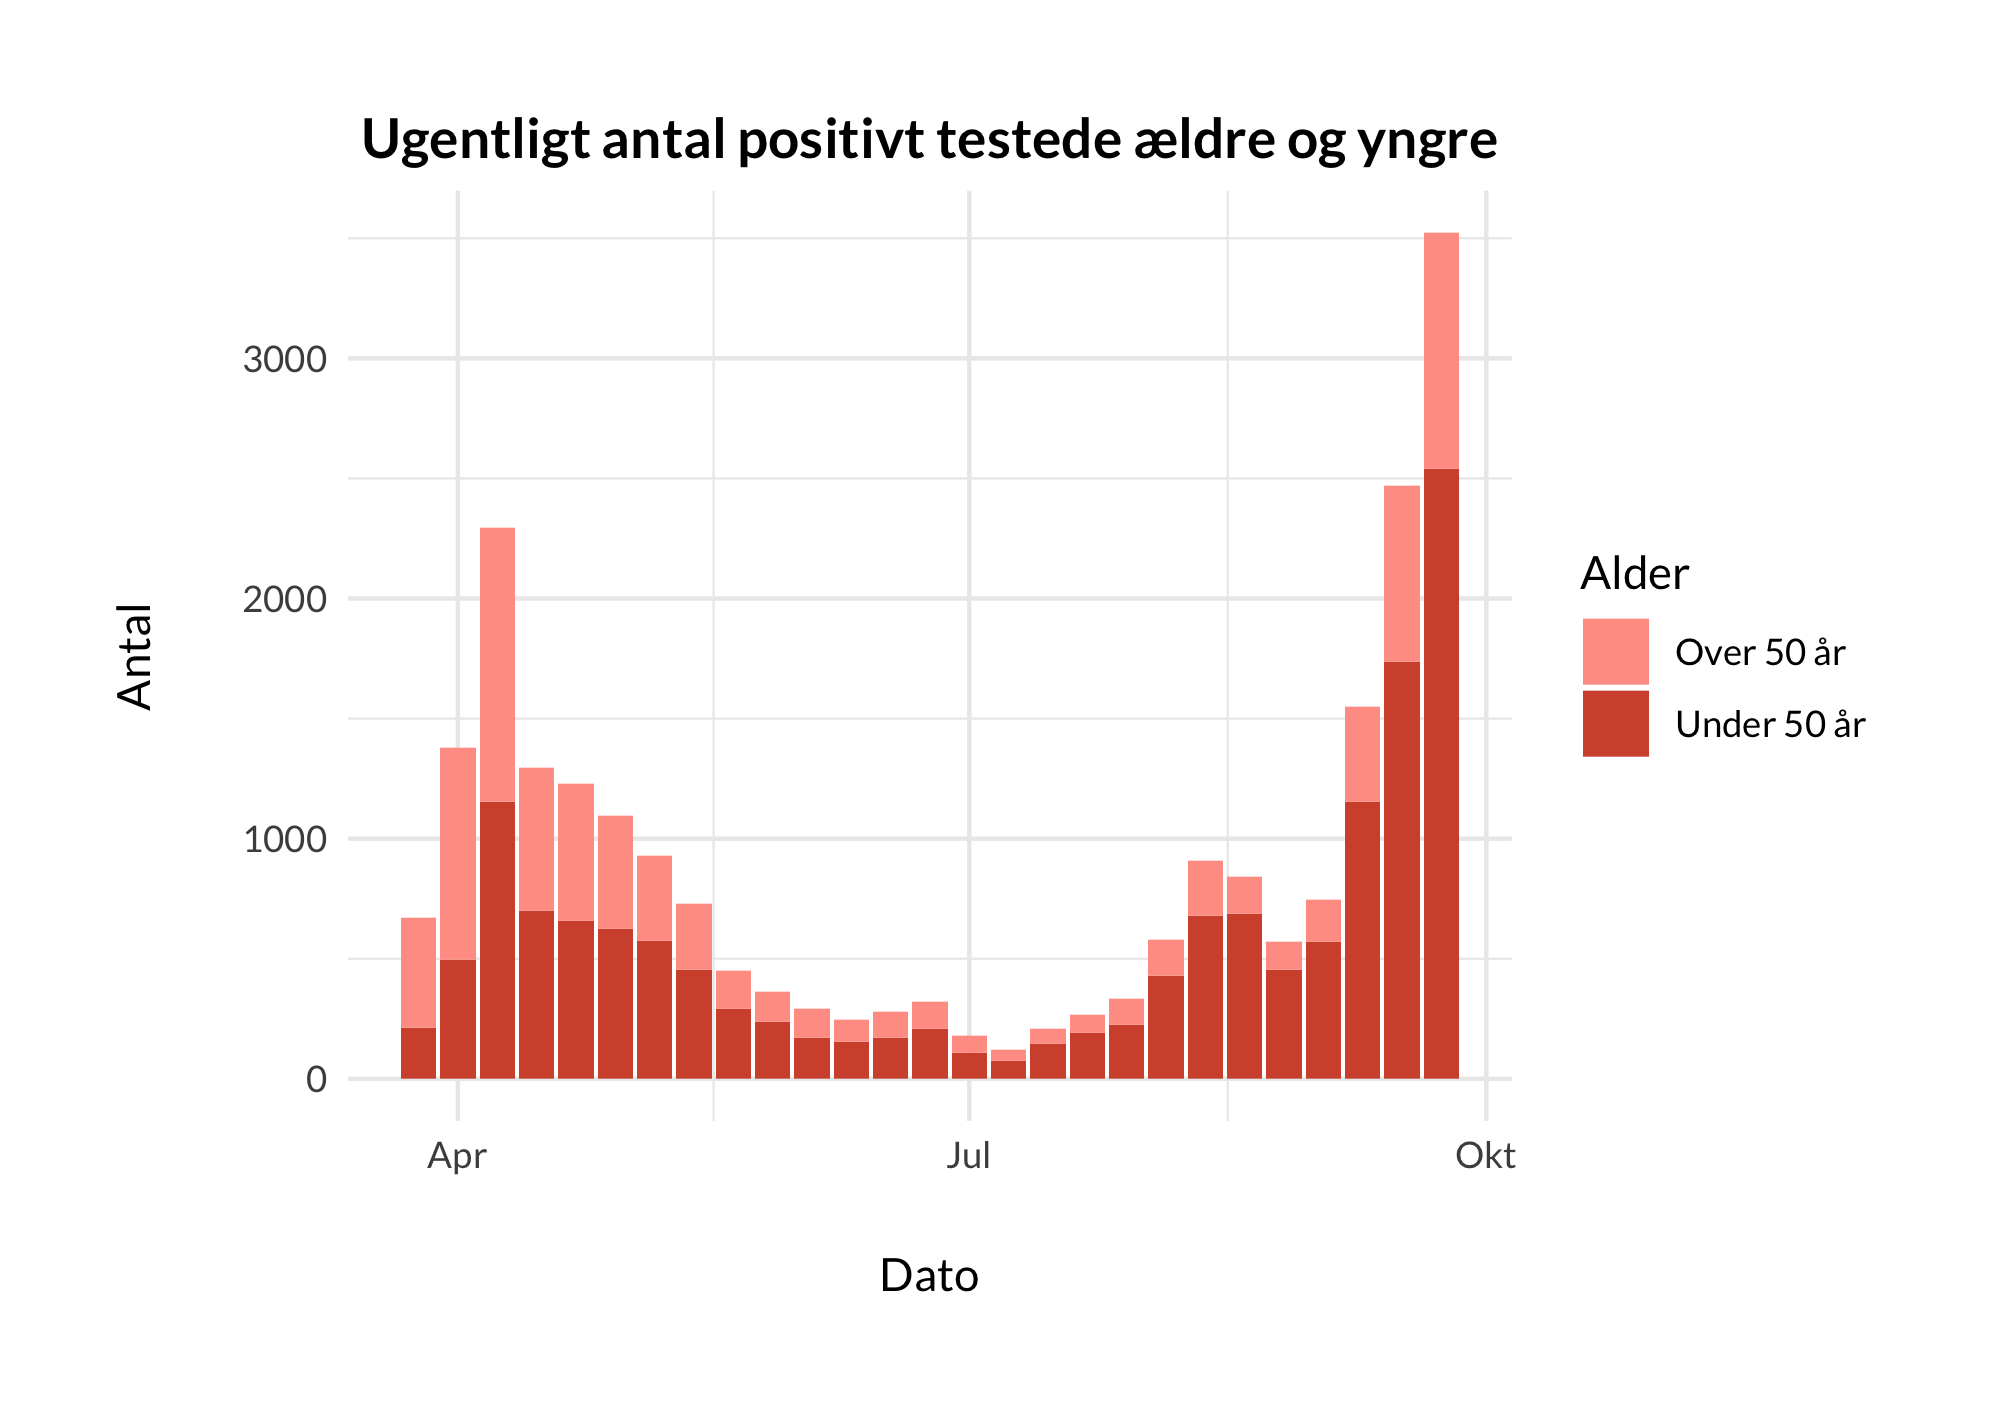 Ugentligt antal positivt testede ældre og yngre
Antal
3000
2000
1000
0
Apr
Jul
Okt
Dato
Alder
Over 50 år
Under 50 år